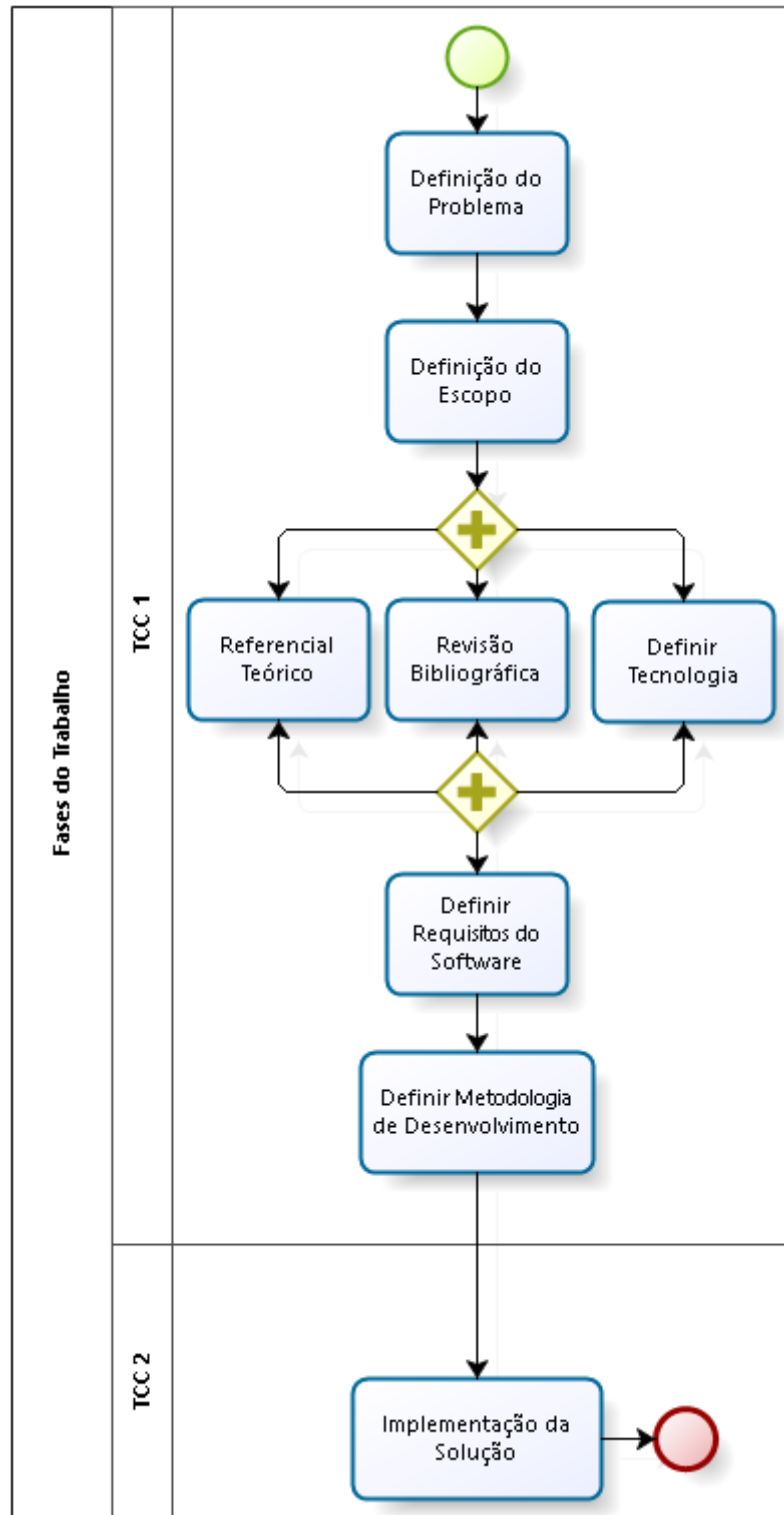 Fases do Trabalho
TCC 1
Definição do
Problema
Definição do
Escopo
Referencial
Teórico
Revisão
Bibliográfica
Definir
Tecnologia
Definir
Requisitos do
Software
Definir Metodologia
de Desenvolvimento
TCC 2
Implementação da
Solução